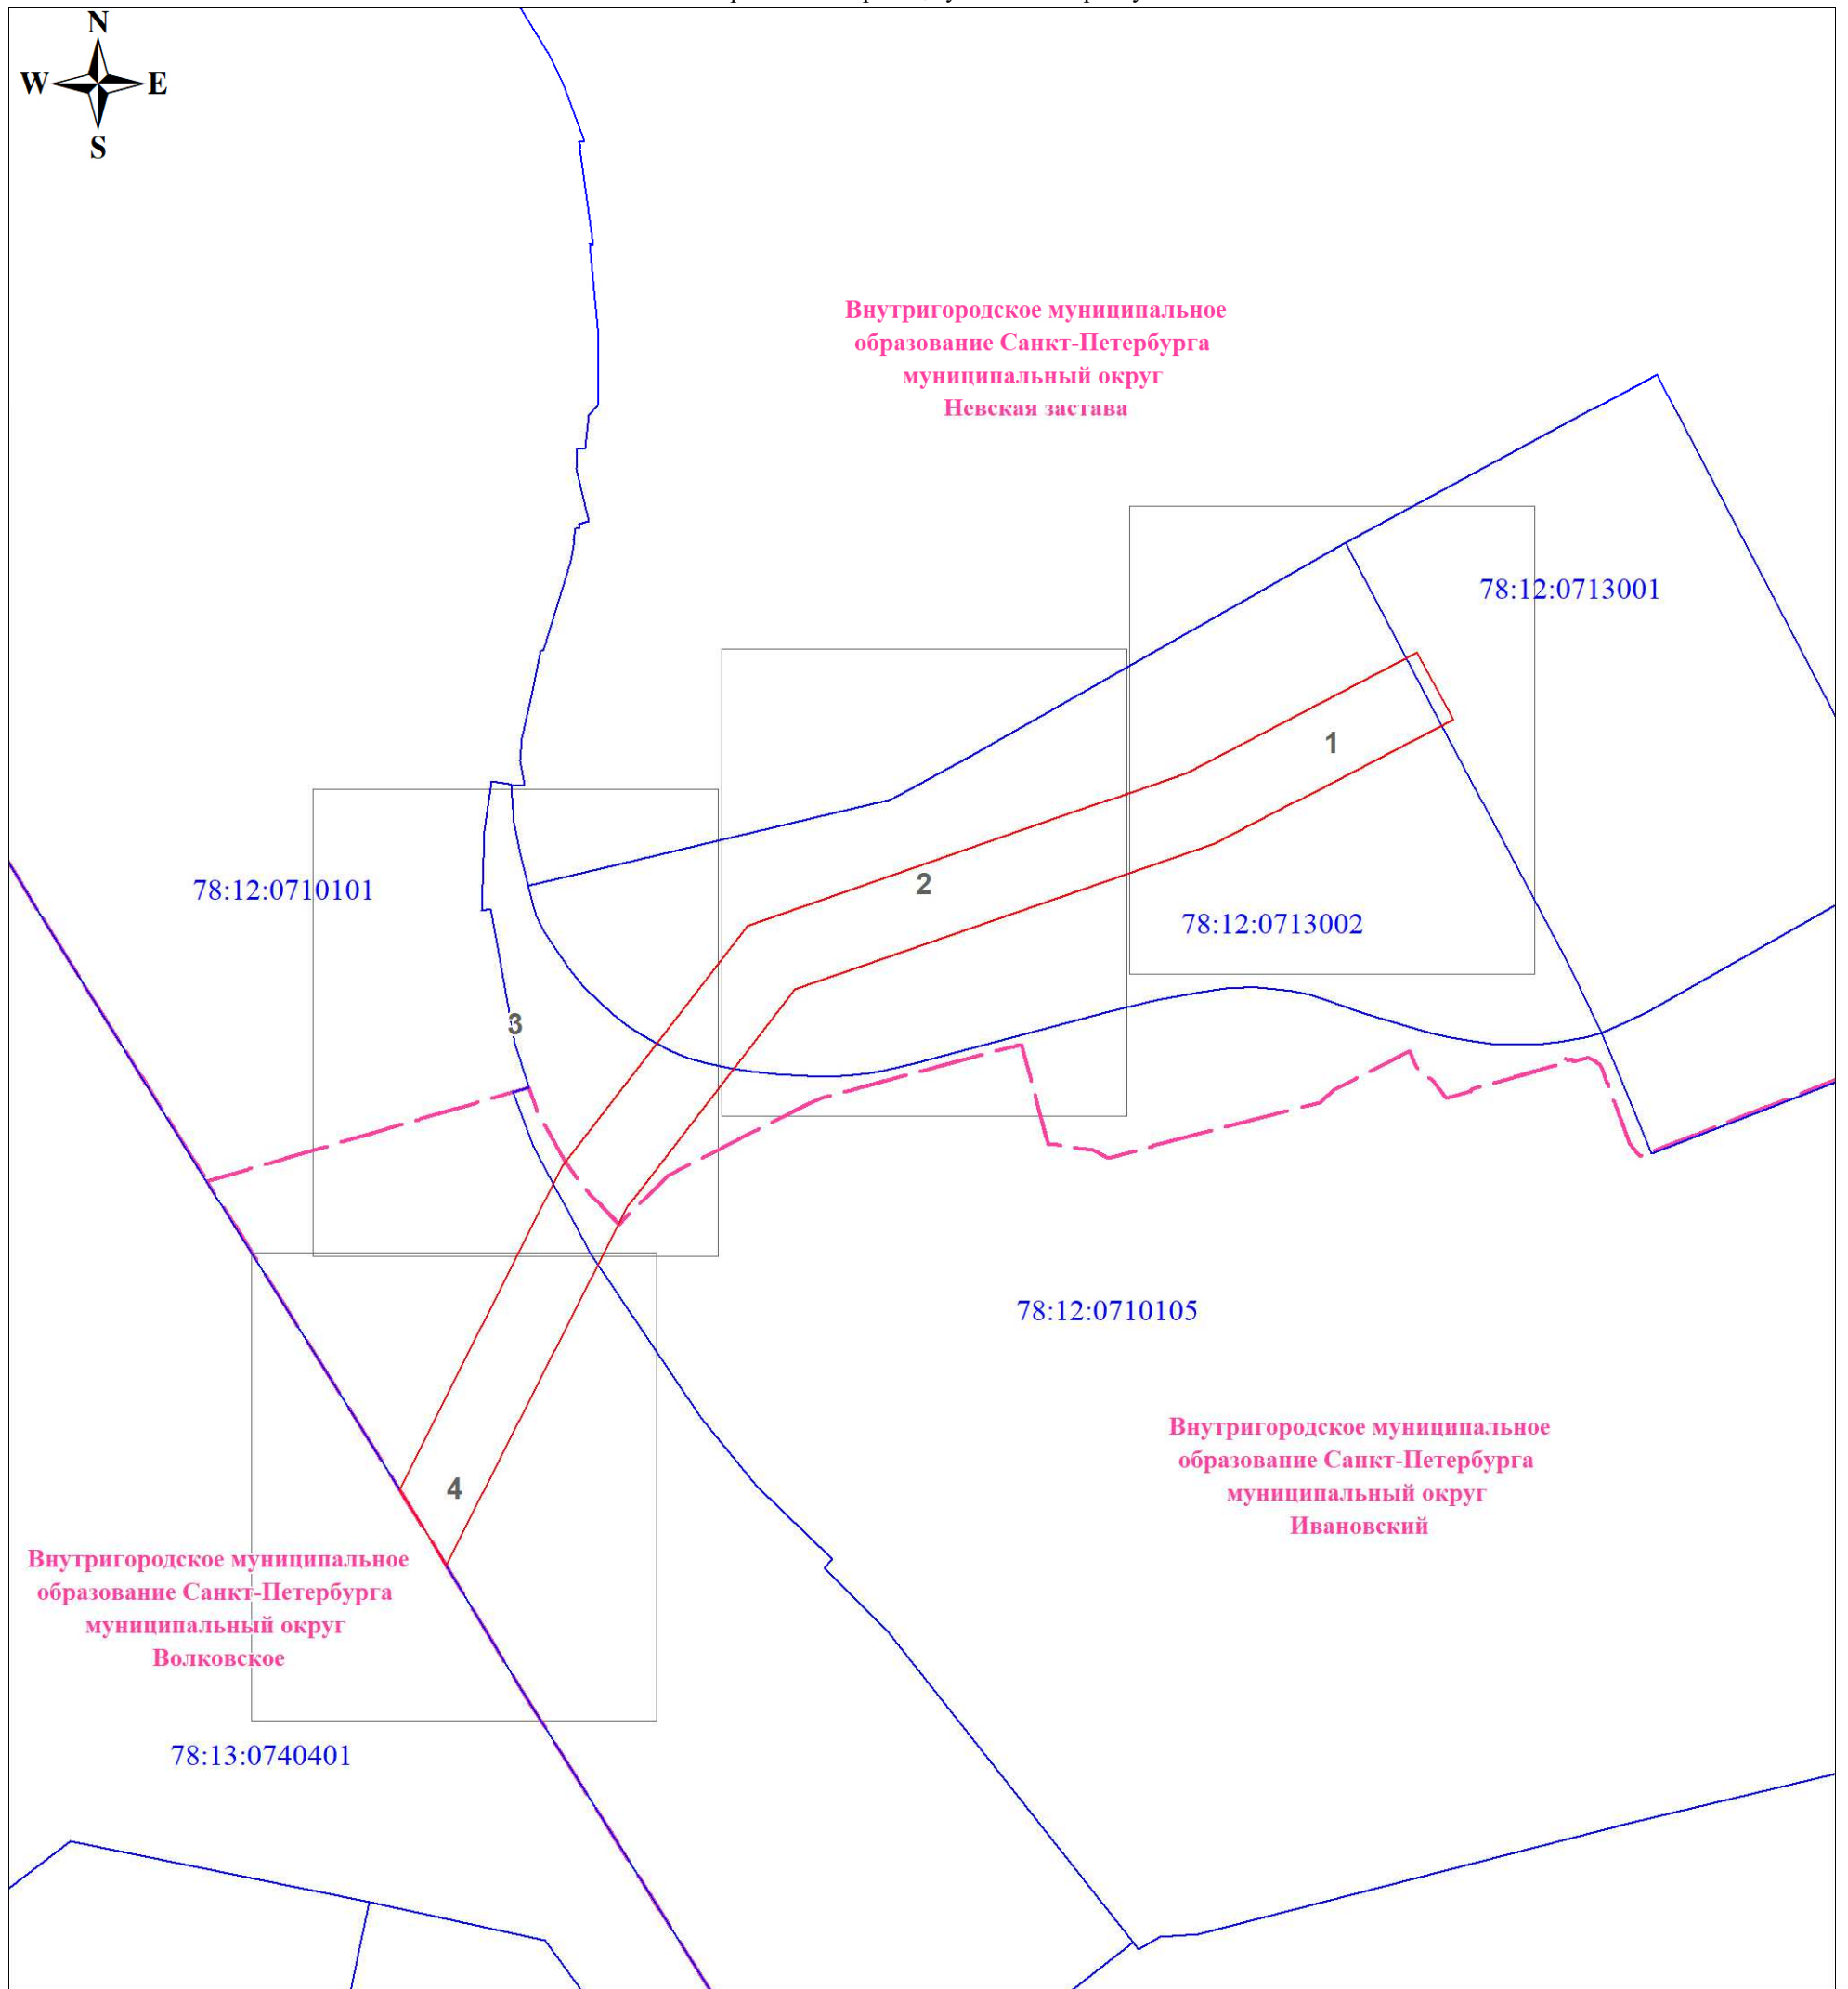 N
W E
S
Внутригородское муниципальное
образование Санкт-Петербурга
муниципальный округ
Невская застава
78:12:0713001
1
2
78:12:0710101
78:12:0713002
3
78:12:0710105
Внутригородское муниципальное
образование Санкт-Петербурга
муниципальный округ
Ивановский
4
Внутригородское муниципальное
образование Санкт-Петербурга
муниципальный округ
Волковское
78:13:0740401